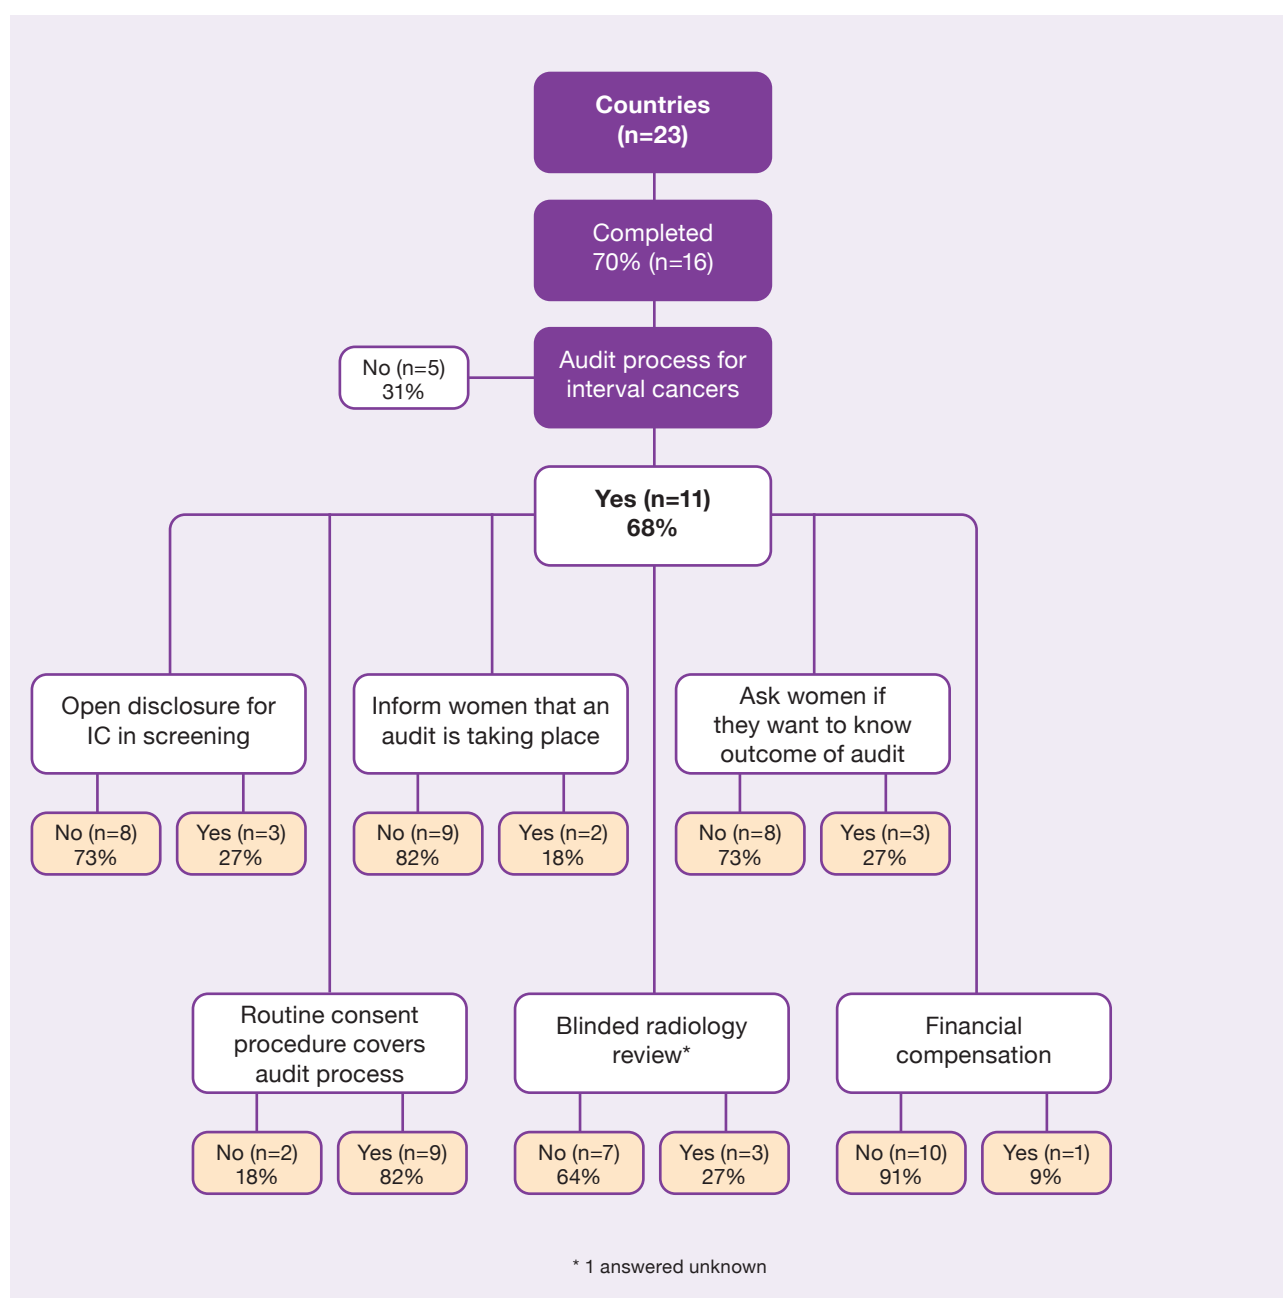 Countries
(n=23)
Completed
70% (n=16)
Audit process for
interval cancers
No (n=5)
31%
Yes (n=11)
68%
Open disclosure for
IC in screening
No (n=8)
73%
Yes (n=3)
27%
Inform women that an
audit is taking place
No (n=9)
82%
Yes (n=2)
18%
Ask women if
they want to know
outcome of audit
No (n=8)
73%
Yes (n=3)
27%
Routine consent
procedure covers
audit process
No (n=2)
18%
Yes (n=9)
82%
Blinded radiology
review*
No (n=7)
64%
Yes (n=3)
27%
Financial
compensation
No (n=10)
91%
Yes (n=1)
9%
* 1 answered unknown